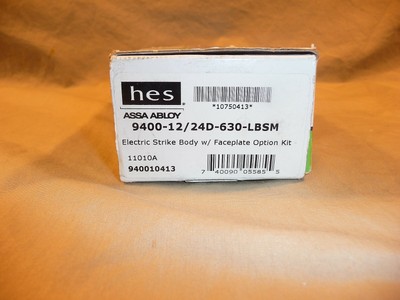 hes
*10750413*
ASSA ABLOY
9400-12/24D-630-LBSM
Electric Strike Body w/ Faceplate Option Kit
11010A
940010413
7 40090 03585 5